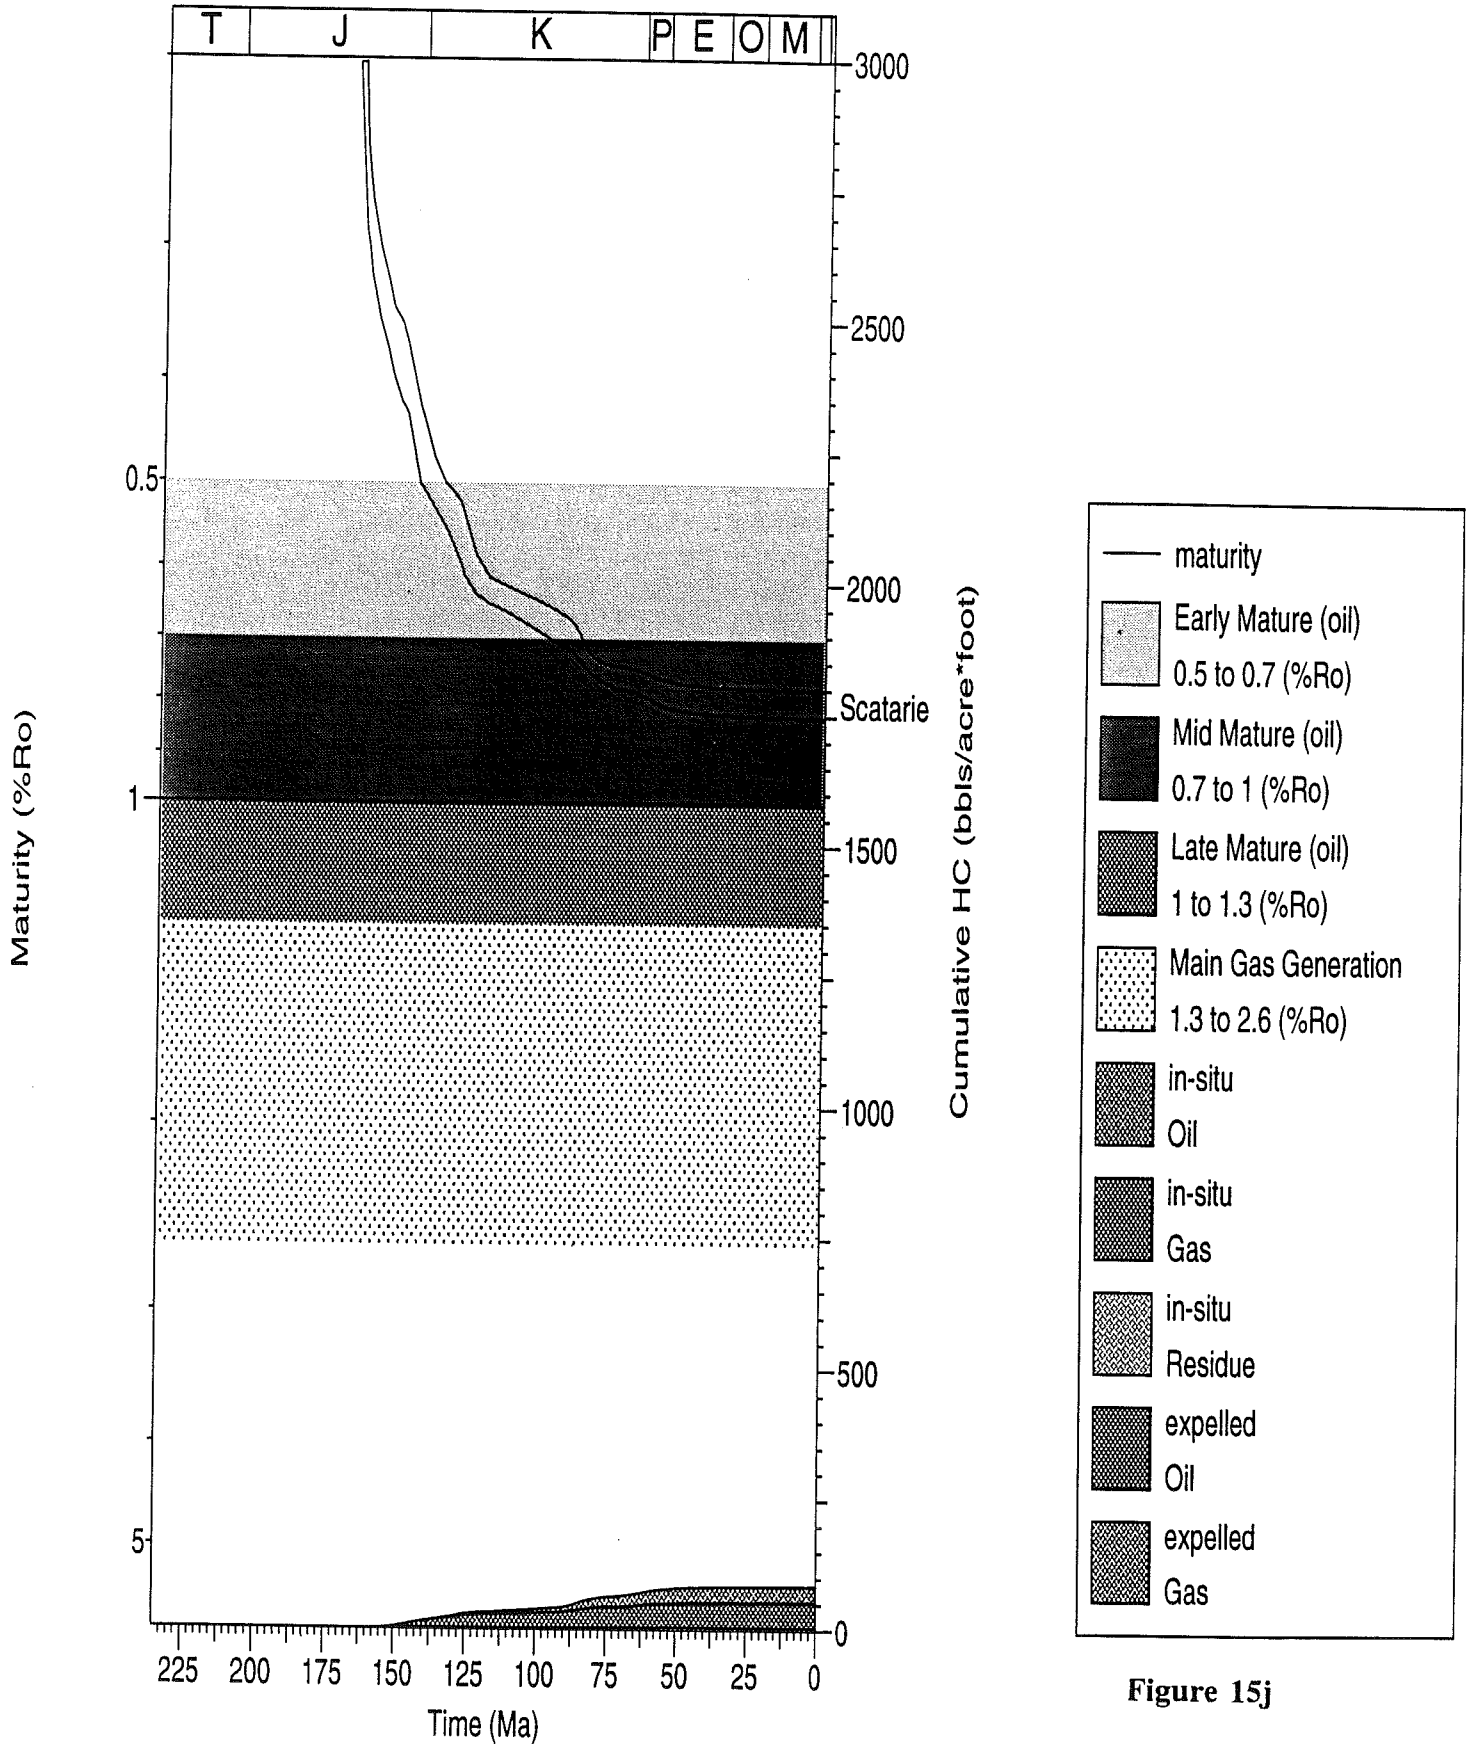 T J K P E O M
3000
2500
0.5
2000
Scatarie
1
1500
1000
500
5
0
225 200 175 150 125 100 75 50 25 0
Time (Ma)
Maturity (%Ro)
Cumulative HC (bbls/acre*foot)
maturity
Early Mature (oil)
0.5 to 0.7 (%Ro)
Mid Mature (oil)
0.7 to 1 (%Ro)
Late Mature (oil)
1 to 1.3 (%Ro)
Main Gas Generation
1.3 to 2.6 (%Ro)
in-situ
Oil
in-situ
Gas
in-situ
Residue
expelled
Oil
expelled
Gas
Figure 15j